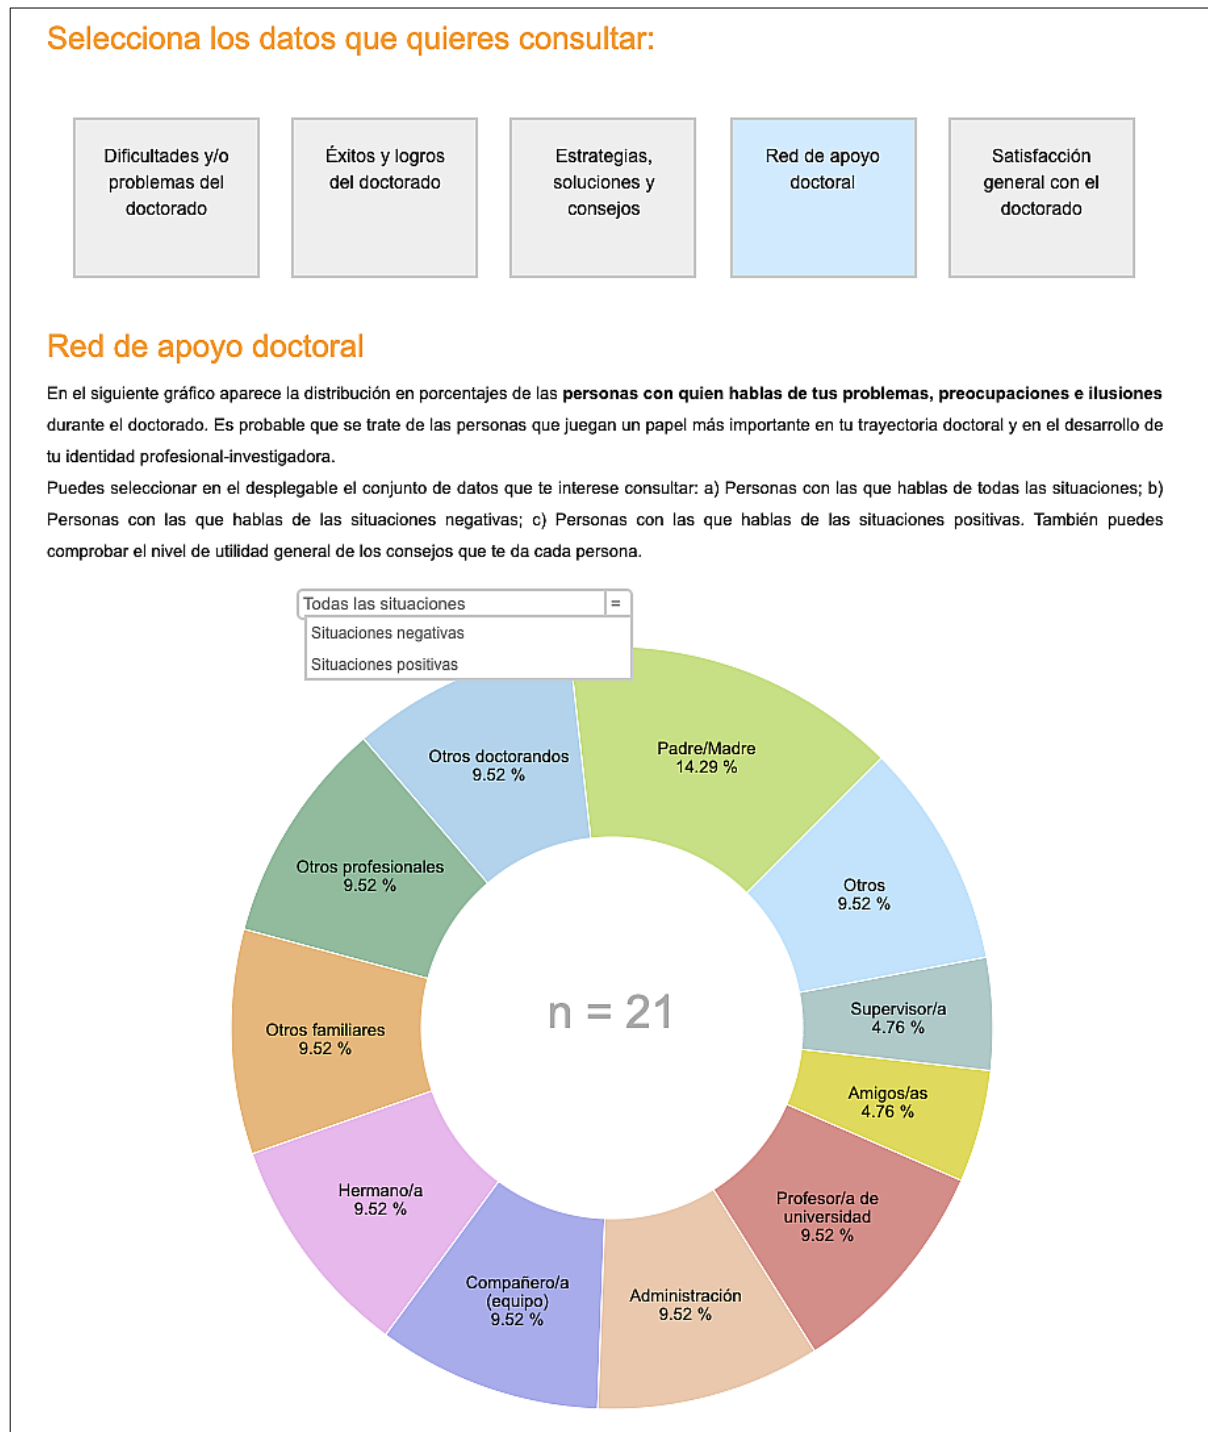 Selecciona los datos que quieres consultar:
Dificultades y/o
problemas del
doctorado
Éxitos y logros
del doctorado
Estrategias,
soluciones y
consejos
Red de apoyo
doctoral
Satisfacción
general con el
doctorado
Red de apoyo doctoral
En el siguiente gráfico aparece la distribución en porcentajes de las personas con quien hablas de tus problemas, preocupaciones e ilusiones
durante el doctorado. Es probable que se trate de las personas que juegan un papel más importante en tu trayectoria doctoral y en el desarrollo de
tu identidad profesional-investigadora.
Puedes seleccionar en el desplegable el conjunto de datos que te interese consultar: a) Personas con las que hablas de todas las situaciones; b)
Personas con las que hablas de las situaciones negativas; c) Personas con las que hablas de las situaciones positivas. También puedes
comprobar el nivel de utilidad general de los consejos que te da cada persona.
Todas las situaciones =
Situaciones negativas
Situaciones positivas
Padre/Madre
14.29 %
Otros
9.52 %
Supervisor/a
4.76 %
Amigos/as
4.76 %
Profesor/a de
universidad
9.52 %
Administración
9.52 %
Compañero/a
(equipo)
9.52 %
Hermano/a
9.52 %
Otros familiares
9.52 %
Otros profesionales
9.52 %
Otros doctorandos
9.52 %
n = 21